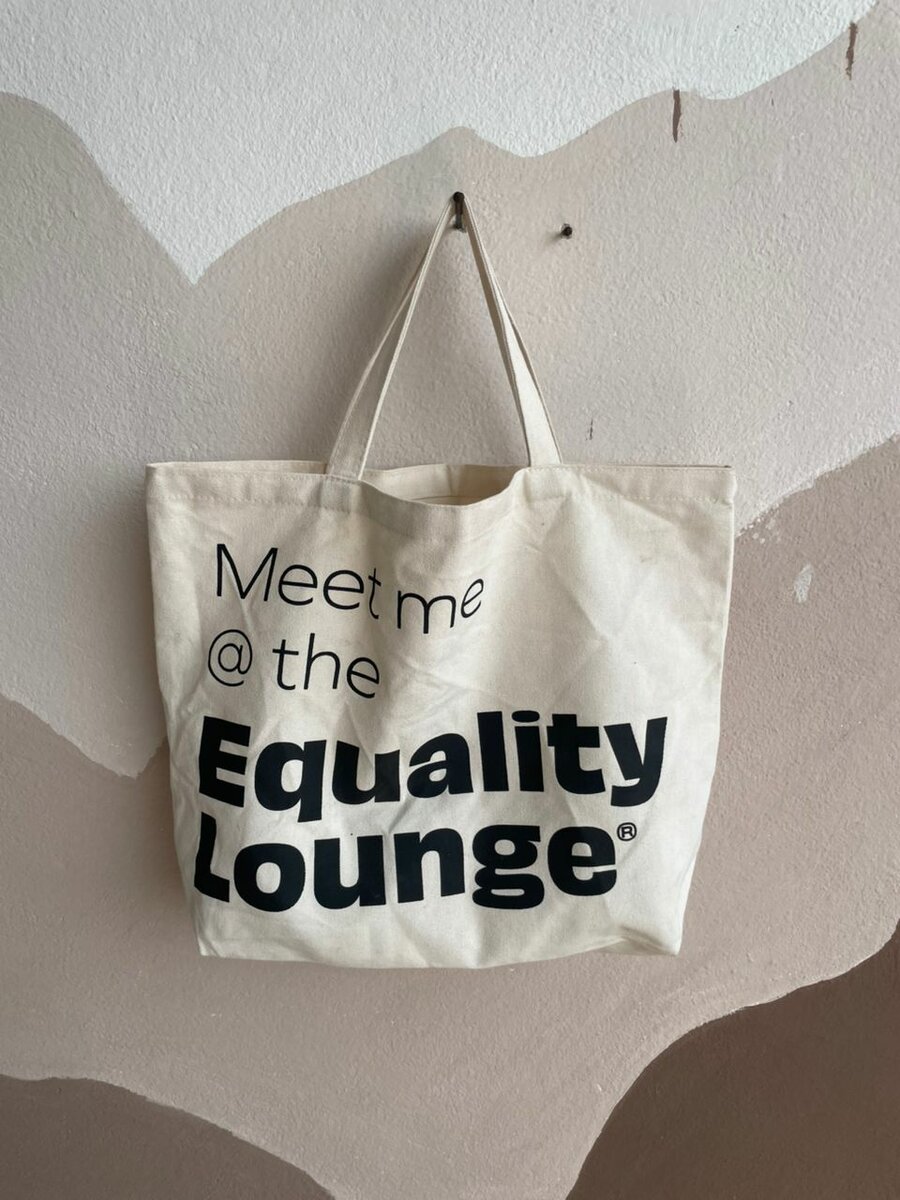 Meet me
@ the
Equality
Lounge®